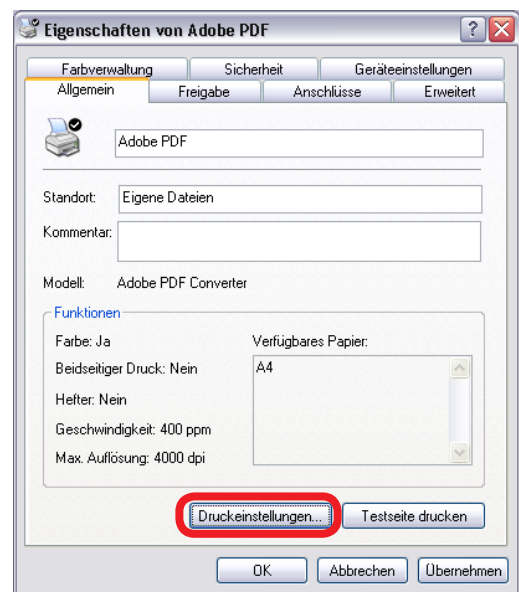 Eigenschaften von Adobe PDF
Farbverwaltung Sicherheit Geräteeinstellungen
Allgemein Freigabe Anschlüsse Erweitert
Adobe PDF
Standort: Eigene Dateien
Kommentar:
Modell: Adobe PDF Converter
Funktionen
Farbe: Ja Verfügbares Papier:
Beidseitiger Druck: Nein A4
Hefter: Nein
Geschwindigkeit: 400 ppm
Max. Auflösung: 4000 dpi
Druckeinstellungen... Testseite drucken
OK Abbrechen Übernehmen